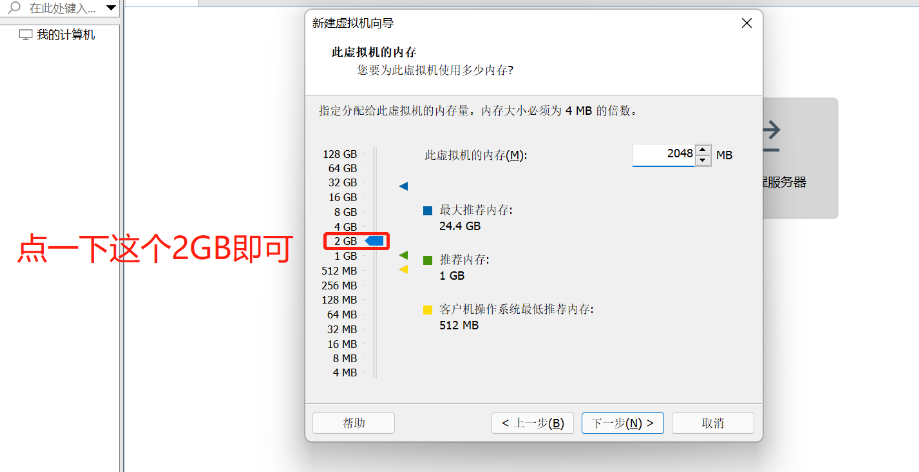 在此处键入...
我的计算机
新建虚拟机向导
此虚拟机的内存
您要为此虚拟机使用多少内存?
指定分配给此虚拟机的内存量。内存大小必须为 4 MB 的倍数。
此虚拟机的内存(M):
2048
MB
128 GB
64 GB
32 GB
16 GB
8 GB
4 GB
2 GB
1 GB
512 MB
256 MB
128 MB
64 MB
32 MB
16 MB
8 MB
4 MB
最大推荐内存:
24.4 GB
推荐内存:
1 GB
客户机操作系统最低推荐内存:
512 MB
点一下这个2GB即可
服务器
帮助
< 上一步(B)
下一步(N) >
取消